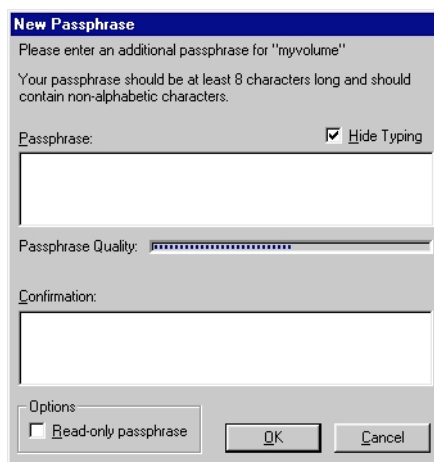 New Passphrase
Please enter an additional passphrase for "myvolume"
Your passphrase should be at least 8 characters long and should
contain non-alphabetic characters.
Passphrase:
Hide Typing
Passphrase Quality:
Confirmation:
Options
Read-only passphrase
OK
Cancel